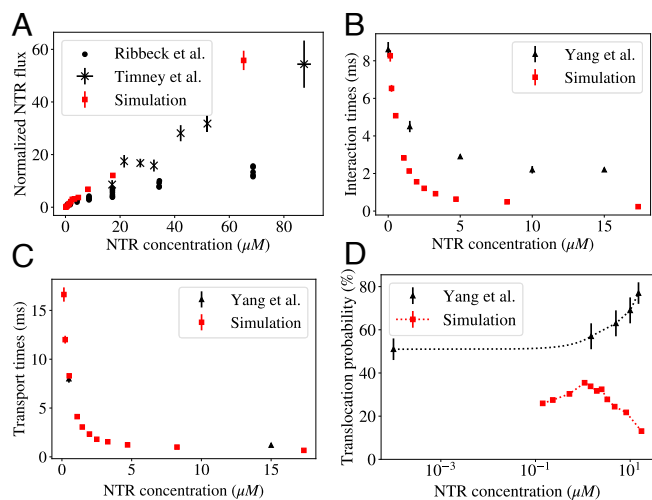 A
Normalized NTR flux
60
40
20
0
Ribbeck et al.
Timney et al.
Simulation
0 20 40 60 80
NTR concentration (μM)
B
Interaction times (ms)
8
6
4
2
0
Yang et al.
Simulation
0 5 10 15
NTR concentration (μM)
C
Transport times (ms)
15
10
5
0
Yang et al.
Simulation
0 5 10 15
NTR concentration (μM)
D
Translocation probability (%)
80
60
40
20
0
Yang et al.
Simulation
10⁻³ 10⁻¹ 10¹
NTR concentration (μM)